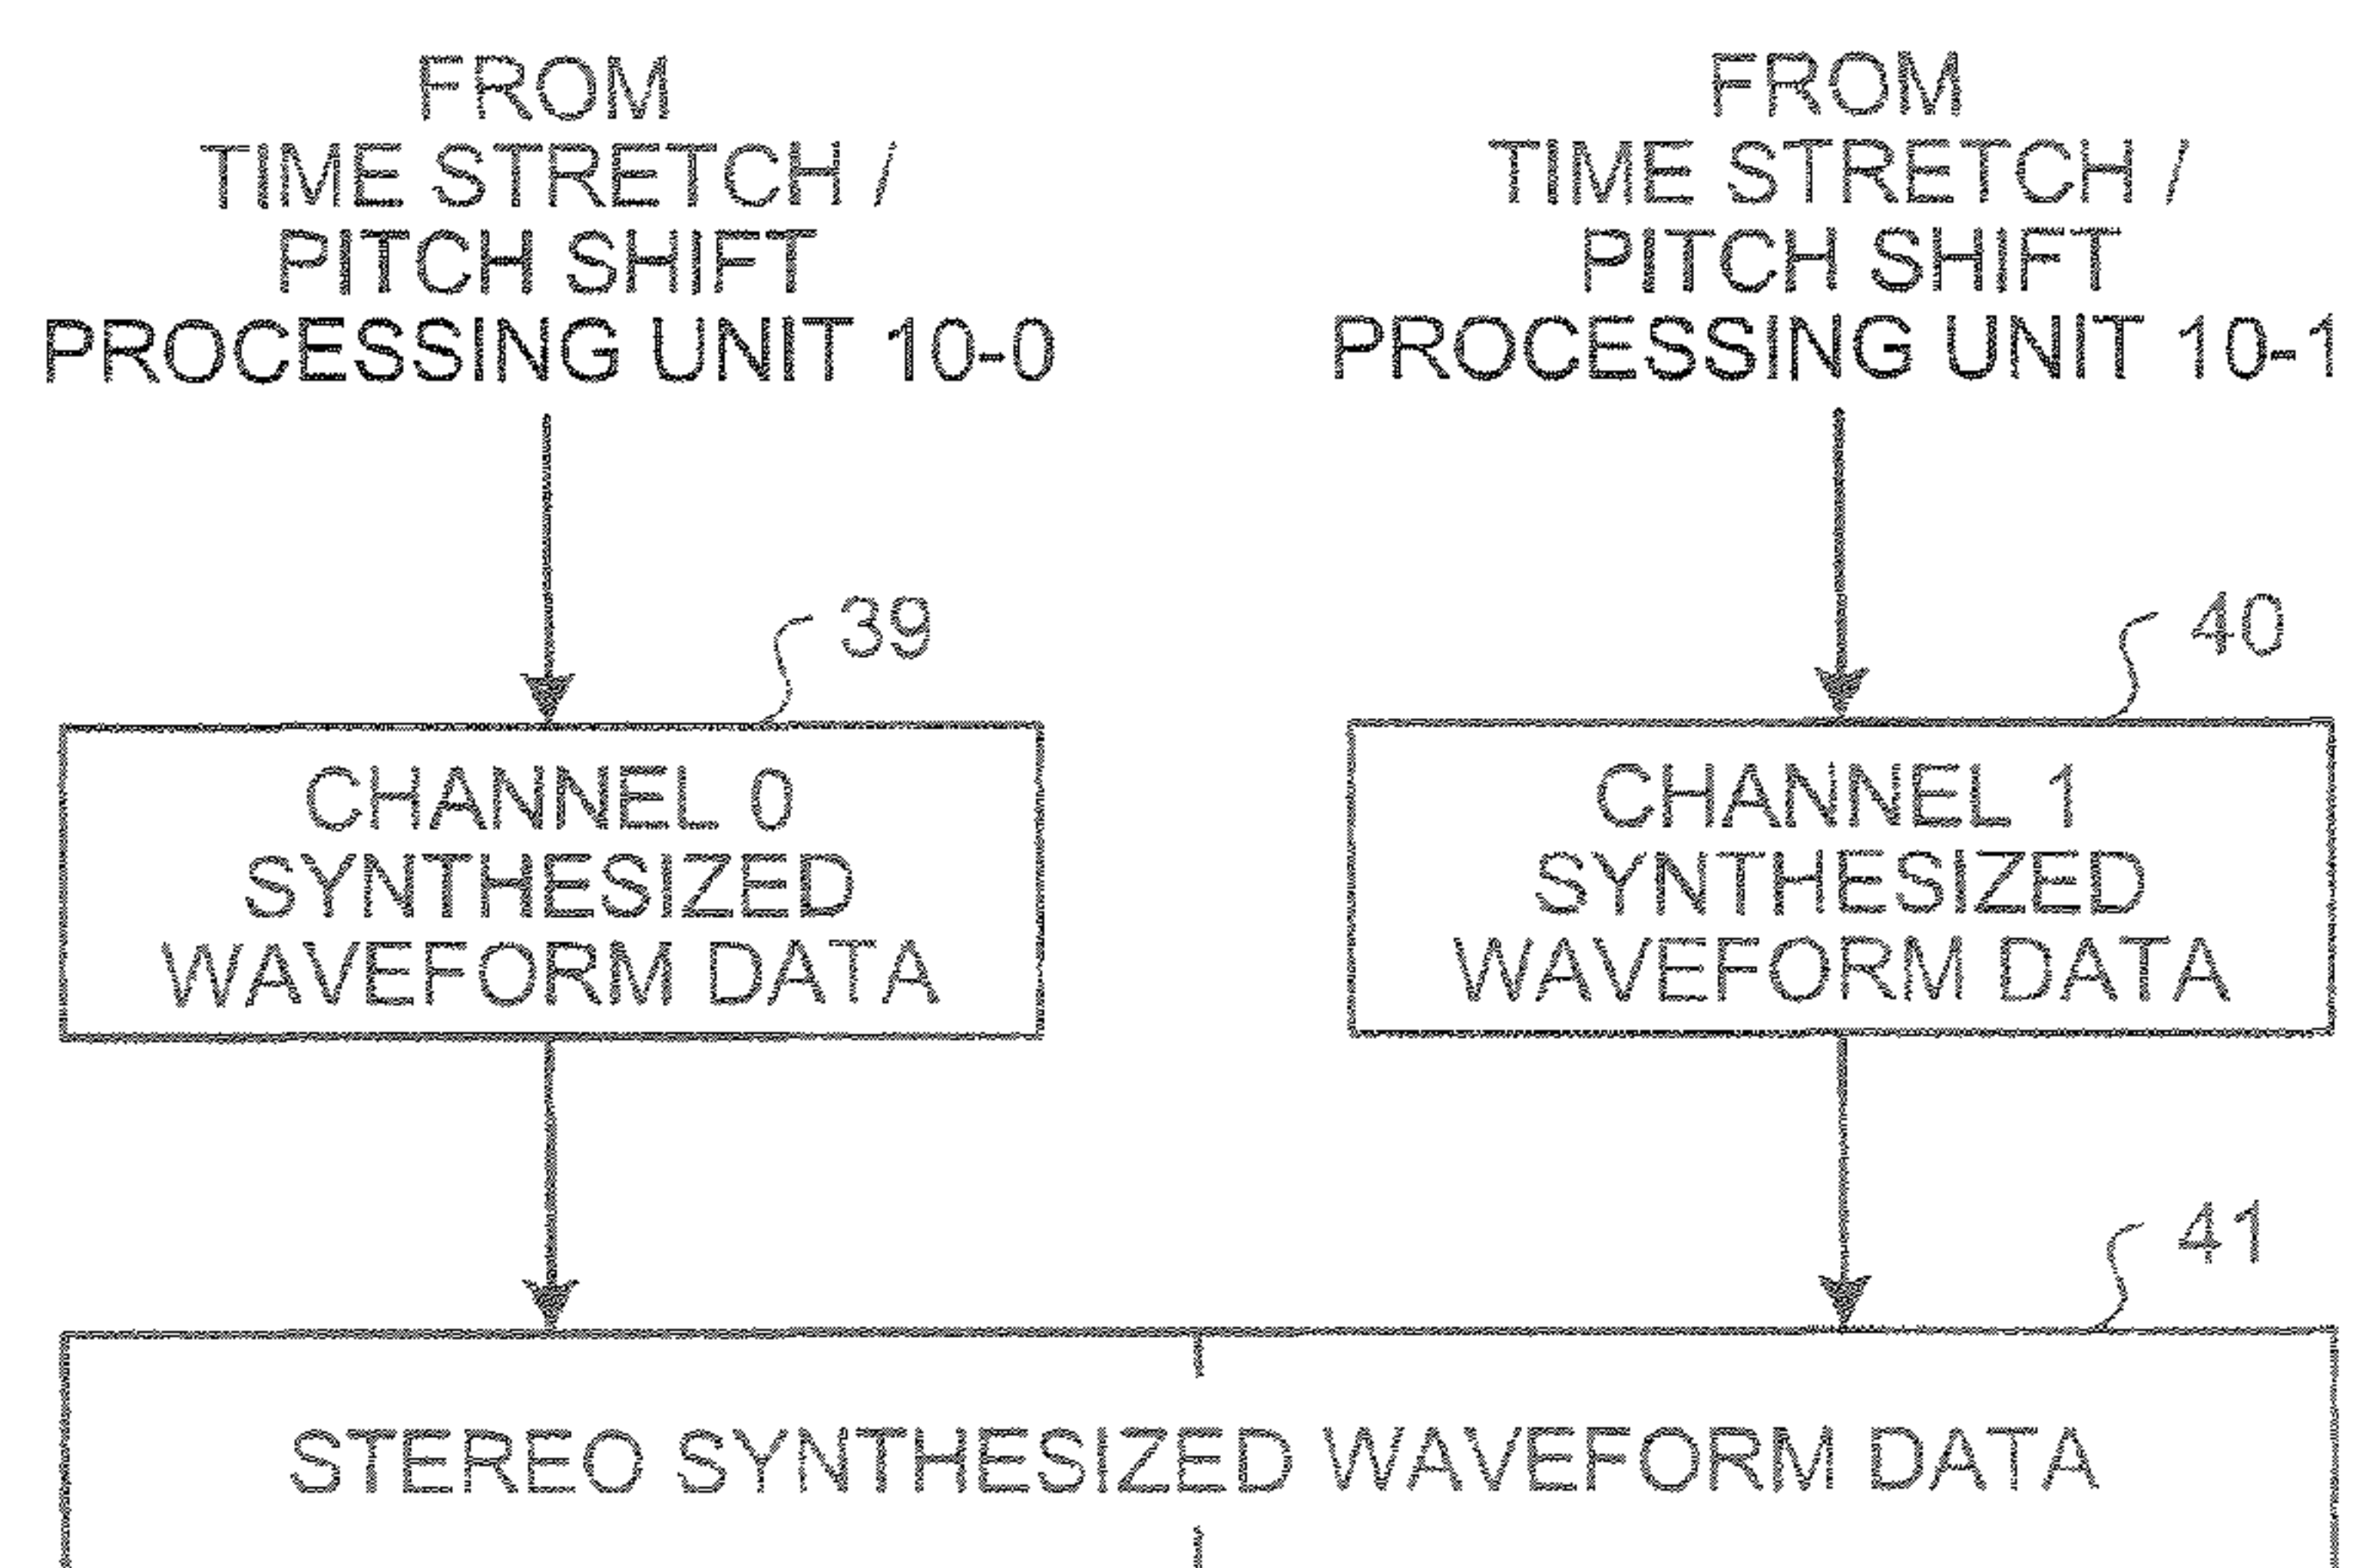 FROM
TIME STRETCH /
PITCH SHIFT
PROCESSING UNIT 10-0
FROM
TIME STRETCH /
PITCH SHIFT
PROCESSING UNIT 10-1
39
40
CHANNEL 0
SYNTHESIZED
WAVEFORM DATA
CHANNEL 1
SYNTHESIZED
WAVEFORM DATA
41
STEREO SYNTHESIZED WAVEFORM DATA